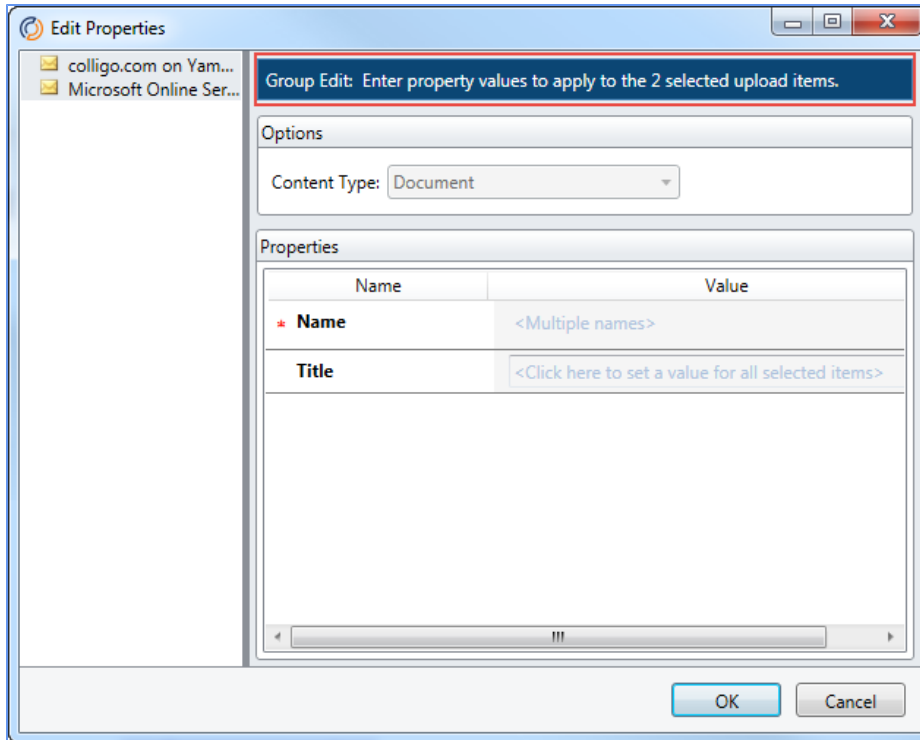 Edit Properties
colligo.com on Yam...
Microsoft Online Ser...
Group Edit: Enter property values to apply to the 2 selected upload items.
Options
Content Type: Document
Properties
Name Value
* Name <Multiple names>
Title <Click here to set a value for all selected items>
OK Cancel